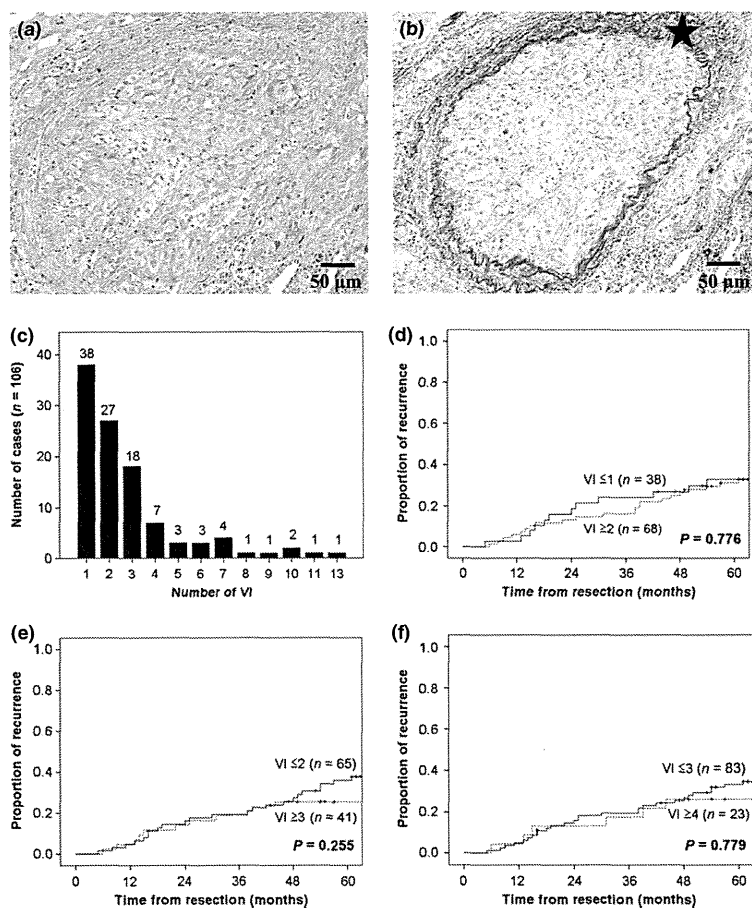 (a)
50 µm
(b)
50 µm
(c)
Number of cases (n = 106)
40
30
20
10
0
38
27
18
7
3
3
4
1
1
2
1
1
1 2 3 4 5 6 7 8 9 10 11 13
Number of VI
(d)
Proportion of recurrence
1.0
0.8
0.6
0.4
0.2
0.0
VI ≤1 (n = 38)
VI ≥2 (n = 68)
P = 0.776
0 12 24 36 48 60
Time from resection (months)
(e)
Proportion of recurrence
1.0
0.8
0.6
0.4
0.2
0.0
VI ≤2 (n = 65)
VI ≥3 (n = 41)
P = 0.255
0 12 24 36 48 60
Time from resection (months)
(f)
Proportion of recurrence
1.0
0.8
0.6
0.4
0.2
0.0
VI ≤3 (n = 83)
VI ≥4 (n = 23)
P = 0.779
0 12 24 36 48 60
Time from resection (months)